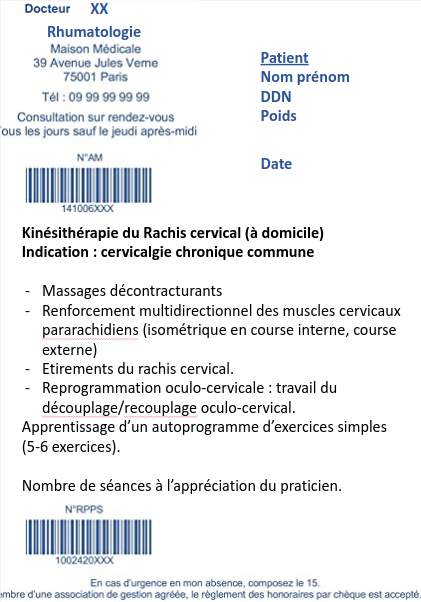 Docteur XX
Rhumatologie
Maison Médicale
39 Avenue Jules Verne
75001 Paris
Tél : 09 99 99 99 99
Consultation sur rendez-vous
ous les jours sauf le jeudi après-midi
N°AM
141006XXX
Patient
Nom prénom
DDN
Poids
Date
Kinésithérapie du Rachis cervical (à domicile)
Indication : cervicalgie chronique commune
- Massages décontracturants
- Renforcement multidirectionnel des muscles cervicaux
pararachidiens (isométrique en course interne, course
externe)
- Etirements du rachis cervical.
- Reprogrammation oculo-cervicale : travail du
découplage/recouplage oculo-cervical.
Apprentissage d’un autoprogramme d’exercices simples
(5-6 exercices).
Nombre de séances à l’appréciation du praticien.
N°RPPS
1002420XXX
En cas d'urgence en mon absence, composez le 15.
embre d'une association de gestion agréée, le règlement des honoraires par chèque est accepté.